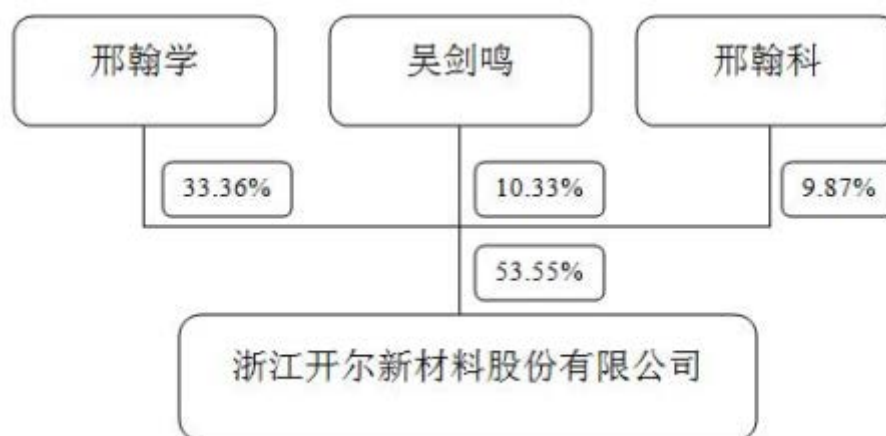 邢翰学
吴剑鸣
邢翰科
33.36%
10.33%
9.87%
53.55%
浙江开尔新材料股份有限公司